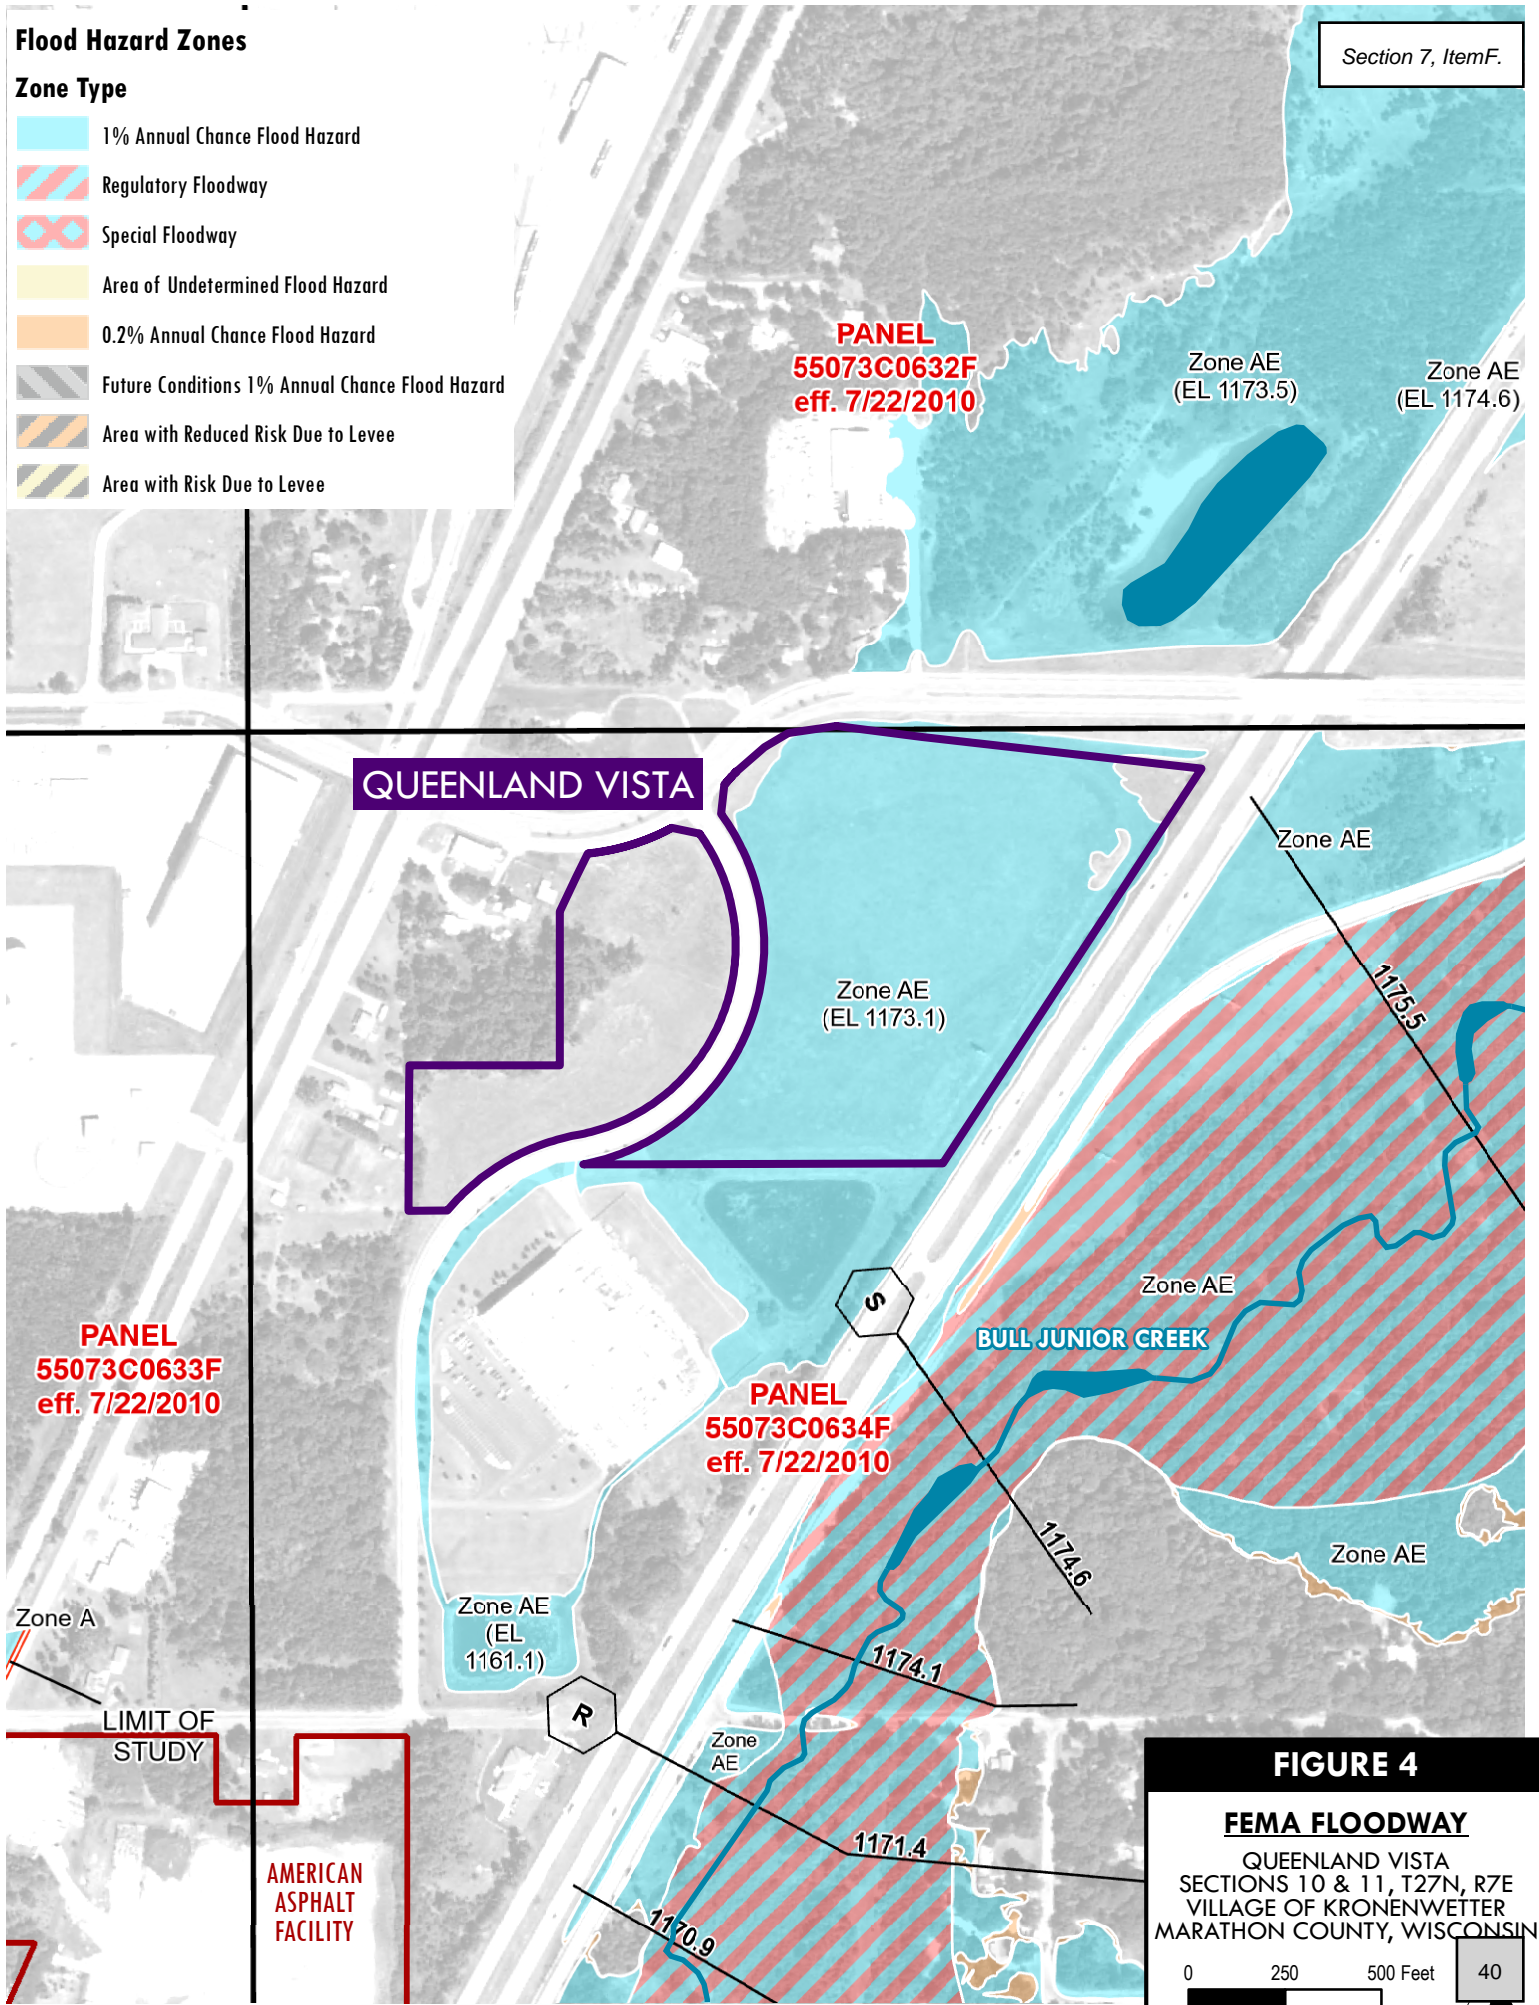 Flood Hazard Zones
Zone Type
1% Annual Chance Flood Hazard
Regulatory Floodway
Special Floodway
Area of Undetermined Flood Hazard
0.2% Annual Chance Flood Hazard
Future Conditions 1% Annual Chance Flood Hazard
Area with Reduced Risk Due to Levee
Area with Risk Due to Levee
Section 7, ItemF.
PANEL
55073C0632F
eff. 7/22/2010
Zone AE
(EL 1173.5)
Zone AE
(EL 1174.6)
QUEENLAND VISTA
Zone AE
Zone AE
(EL 1173.1)
1175.5
Zone AE
S
BULL JUNIOR CREEK
PANEL
55073C0633F
eff. 7/22/2010
PANEL
55073C0634F
eff. 7/22/2010
1174.6
Zone AE
Zone A
Zone AE
(EL
1161.1)
1174.1
LIMIT OF
STUDY
R
Zone
AE
1171.4
1170.9
AMERICAN
ASPHALT
FACILITY
FIGURE 4
FEMA FLOODWAY
QUEENLAND VISTA
SECTIONS 10 & 11, T27N, R7E
VILLAGE OF KRONENWETTER
MARATHON COUNTY, WISCONSIN
0 250 500 Feet
40